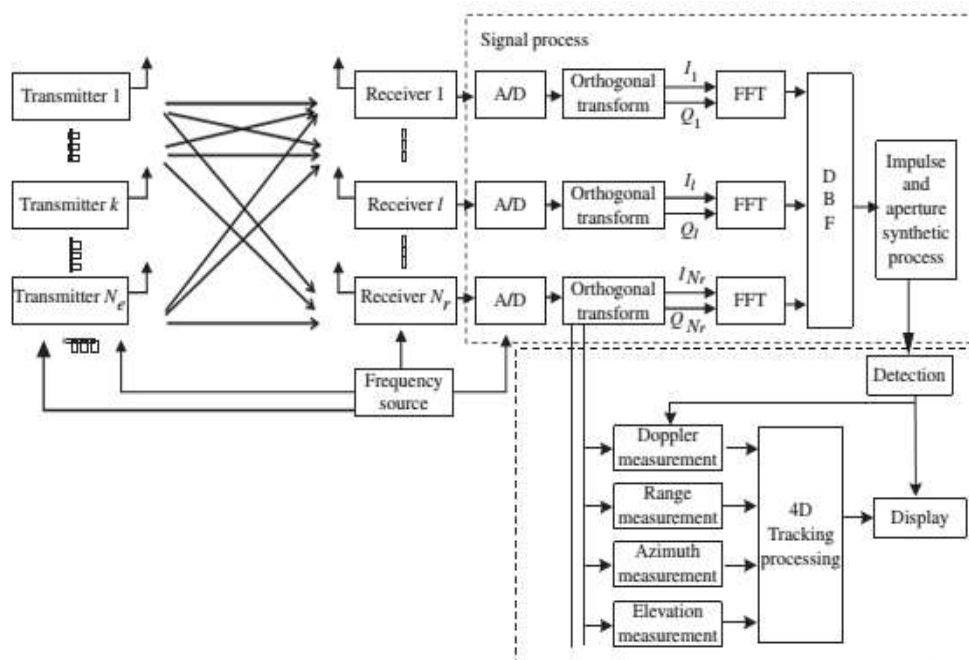 Signal process
Transmitter 1
Receiver 1
A/D
Orthogonal
transform
I1
Q1
FFT
Transmitter k
Receiver l
A/D
Orthogonal
transform
Il
Ql
FFT
D
B
F
Impulse
and
aperture
synthetic
process
Transmitter Ne
Receiver Nr
A/D
Orthogonal
transform
INr
QNr
FFT
Frequency
source
Detection
Doppler
measurement
Range
measurement
Azimuth
measurement
Elevation
measurement
4D
Tracking
processing
Display